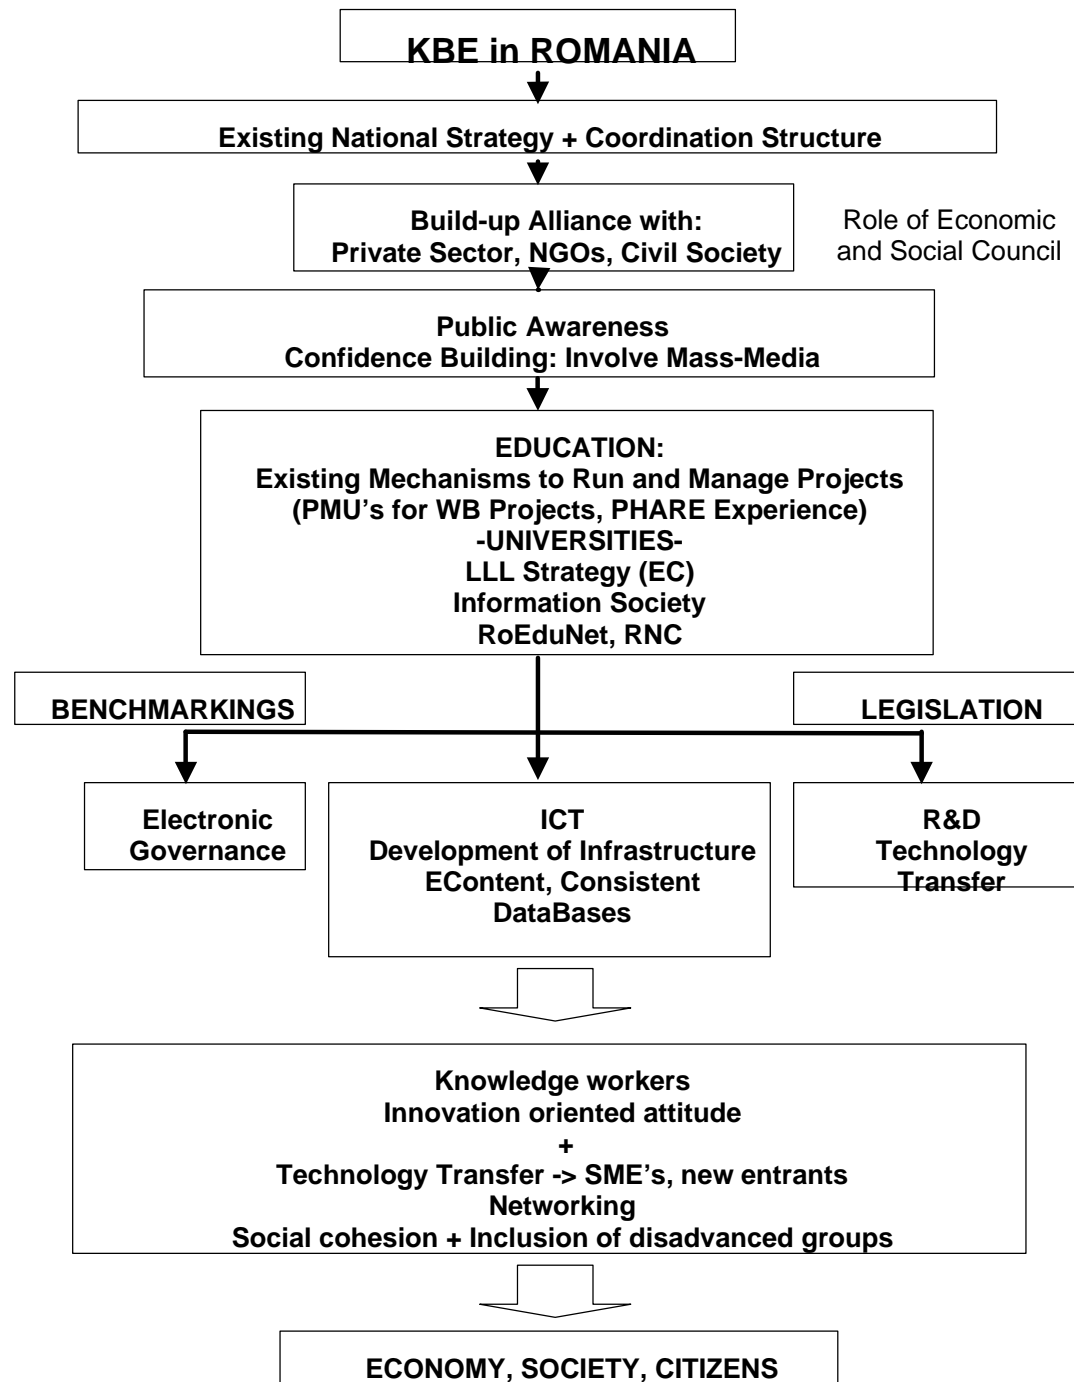 KBE in ROMANIA
Existing National Strategy + Coordination Structure
Build-up Alliance with:
Private Sector, NGOs, Civil Society
Role of Economic
and Social Council
Public Awareness
Confidence Building: Involve Mass-Media
EDUCATION:
Existing Mechanisms to Run and Manage Projects
(PMU's for WB Projects, PHARE Experience)
-UNIVERSITIES-
LLL Strategy (EC)
Information Society
RoEduNet, RNC
BENCHMARKINGS
LEGISLATION
Electronic
Governance
ICT
Development of Infrastructure
EContent, Consistent
DataBases
R&D
Technology
Transfer
Knowledge workers
Innovation oriented attitude
+
Technology Transfer -> SME's, new entrants
Networking
Social cohesion + Inclusion of disadvanced groups
ECONOMY, SOCIETY, CITIZENS